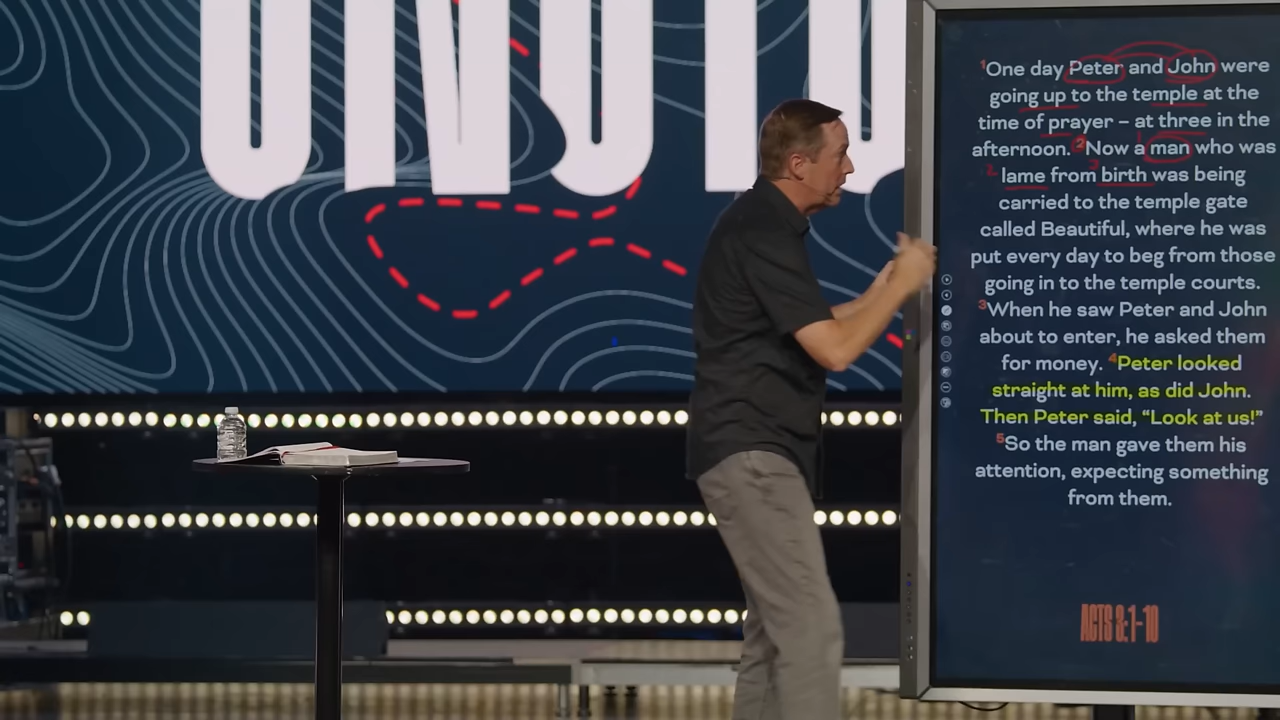 ¹One day Peter and John were
going up to the temple at the
time of prayer – at three in the
afternoon. ²Now a man who was
lame from birth was being
carried to the temple gate
called Beautiful, where he was
put every day to beg from those
going in to the temple courts.
³When he saw Peter and John
about to enter, he asked them
for money. ⁴Peter looked
straight at him, as did John.
Then Peter said, “Look at us!”
⁵So the man gave them his
attention, expecting something
from them.
ACTS 3:1-10